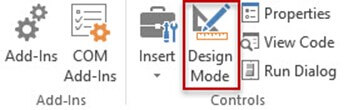 Add-Ins
COM
Add-Ins
Add-Ins
Insert
Design
Mode
Properties
View Code
Run Dialog
Controls